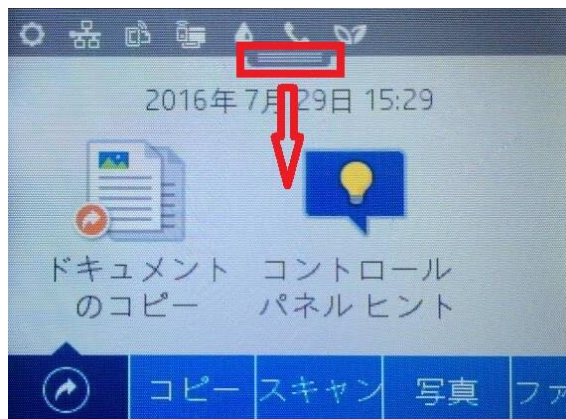 2016年 7月 29日 15:29
ドキュメント
のコピー
コントロール
パネル ヒント
コピー
スキャン
写真
ファ